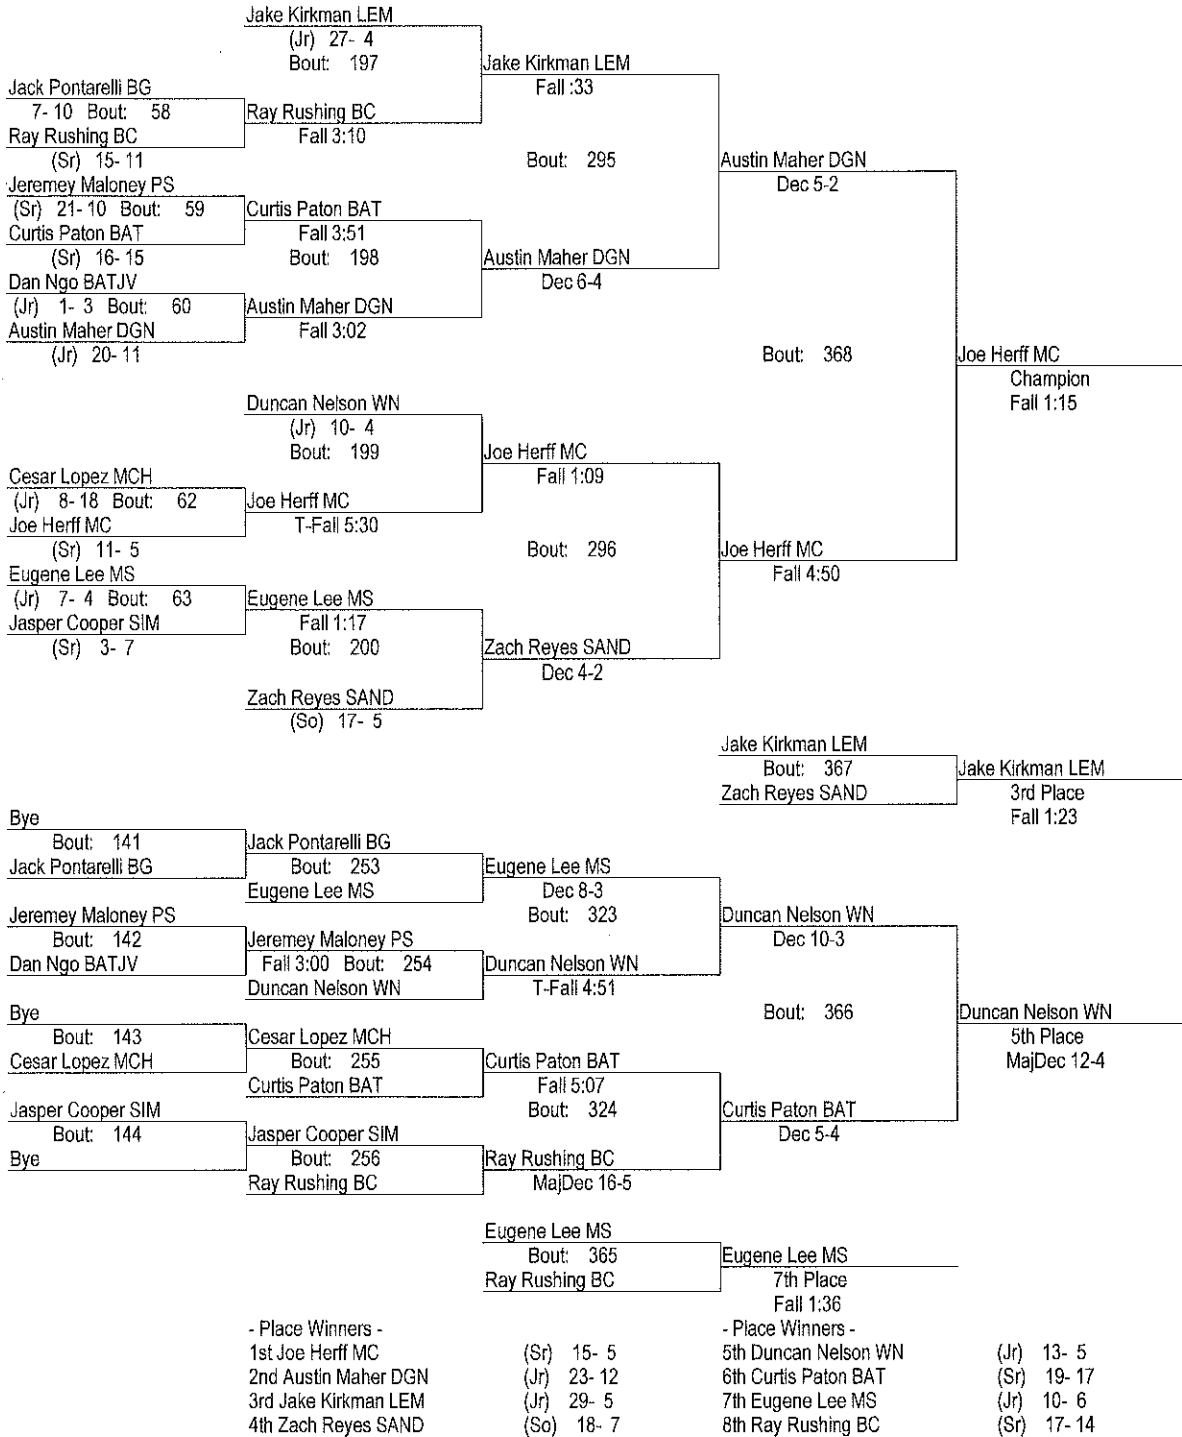 Jake Kirkman LEM
(Jr) 27- 4
Bout: 197
Jake Kirkman LEM
Fall :33
Jack Pontarelli BG
7- 10 Bout: 58
Ray Rushing BC
Fall 3:10
Ray Rushing BC
(Sr) 15- 11
Bout: 295
Austin Maher DGN
Dec 5-2
Jeremey Maloney PS
(Sr) 21- 10 Bout: 59
Curtis Paton BAT
Fall 3:51
Curtis Paton BAT
(Sr) 16- 15
Bout: 198
Austin Maher DGN
Dec 6-4
Dan Ngo BATJV
(Jr) 1- 3 Bout: 60
Austin Maher DGN
Fall 3:02
Austin Maher DGN
(Jr) 20- 11
Bout: 368
Joe Herff MC
Champion
Fall 1:15
Duncan Nelson WN
(Jr) 10- 4
Bout: 199
Joe Herff MC
Fall 1:09
Cesar Lopez MCH
(Jr) 8- 18 Bout: 62
Joe Herff MC
T-Fall 5:30
Joe Herff MC
(Sr) 11- 5
Bout: 296
Joe Herff MC
Fall 4:50
Eugene Lee MS
(Jr) 7- 4 Bout: 63
Eugene Lee MS
Fall 1:17
Jasper Cooper SIM
(Sr) 3- 7
Bout: 200
Zach Reyes SAND
Dec 4-2
Zach Reyes SAND
(So) 17- 5
Jake Kirkman LEM
Bout: 367
Jake Kirkman LEM
3rd Place
Fall 1:23
Zach Reyes SAND
Bye
Bout: 141
Jack Pontarelli BG
Jack Pontarelli BG
Bout: 253
Eugene Lee MS
Eugene Lee MS
Dec 8-3
Bout: 323
Duncan Nelson WN
Dec 10-3
Jeremey Maloney PS
Bout: 142
Dan Ngo BATJV
Jeremey Maloney PS
Fall 3:00 Bout: 254
Duncan Nelson WN
Duncan Nelson WN
T-Fall 4:51
Bout: 366
Duncan Nelson WN
5th Place
MajDec 12-4
Bye
Bout: 143
Cesar Lopez MCH
Cesar Lopez MCH
Bout: 255
Curtis Paton BAT
Curtis Paton BAT
Fall 5:07
Bout: 324
Curtis Paton BAT
Dec 5-4
Jasper Cooper SIM
Bout: 144
Bye
Jasper Cooper SIM
Bout: 256
Ray Rushing BC
Ray Rushing BC
MajDec 16-5
Eugene Lee MS
Bout: 365
Ray Rushing BC
Eugene Lee MS
7th Place
Fall 1:36
- Place Winners -
1st Joe Herff MC (Sr) 15- 5
2nd Austin Maher DGN (Jr) 23- 12
3rd Jake Kirkman LEM (Jr) 29- 5
4th Zach Reyes SAND (So) 18- 7
- Place Winners -
5th Duncan Nelson WN (Jr) 13- 5
6th Curtis Paton BAT (Sr) 19- 17
7th Eugene Lee MS (Jr) 10- 6
8th Ray Rushing BC (Sr) 17- 14